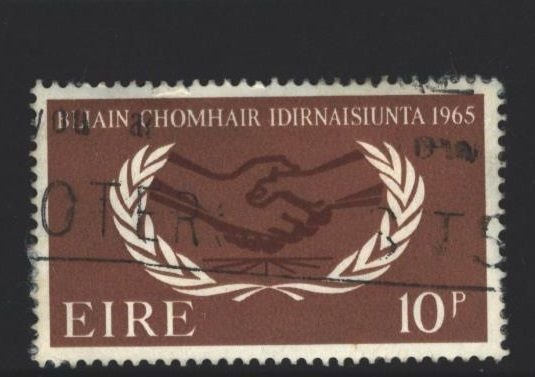 BLIAIN CHOMHAIR IDIRNAISIUNTA 1965
EIRE
10P